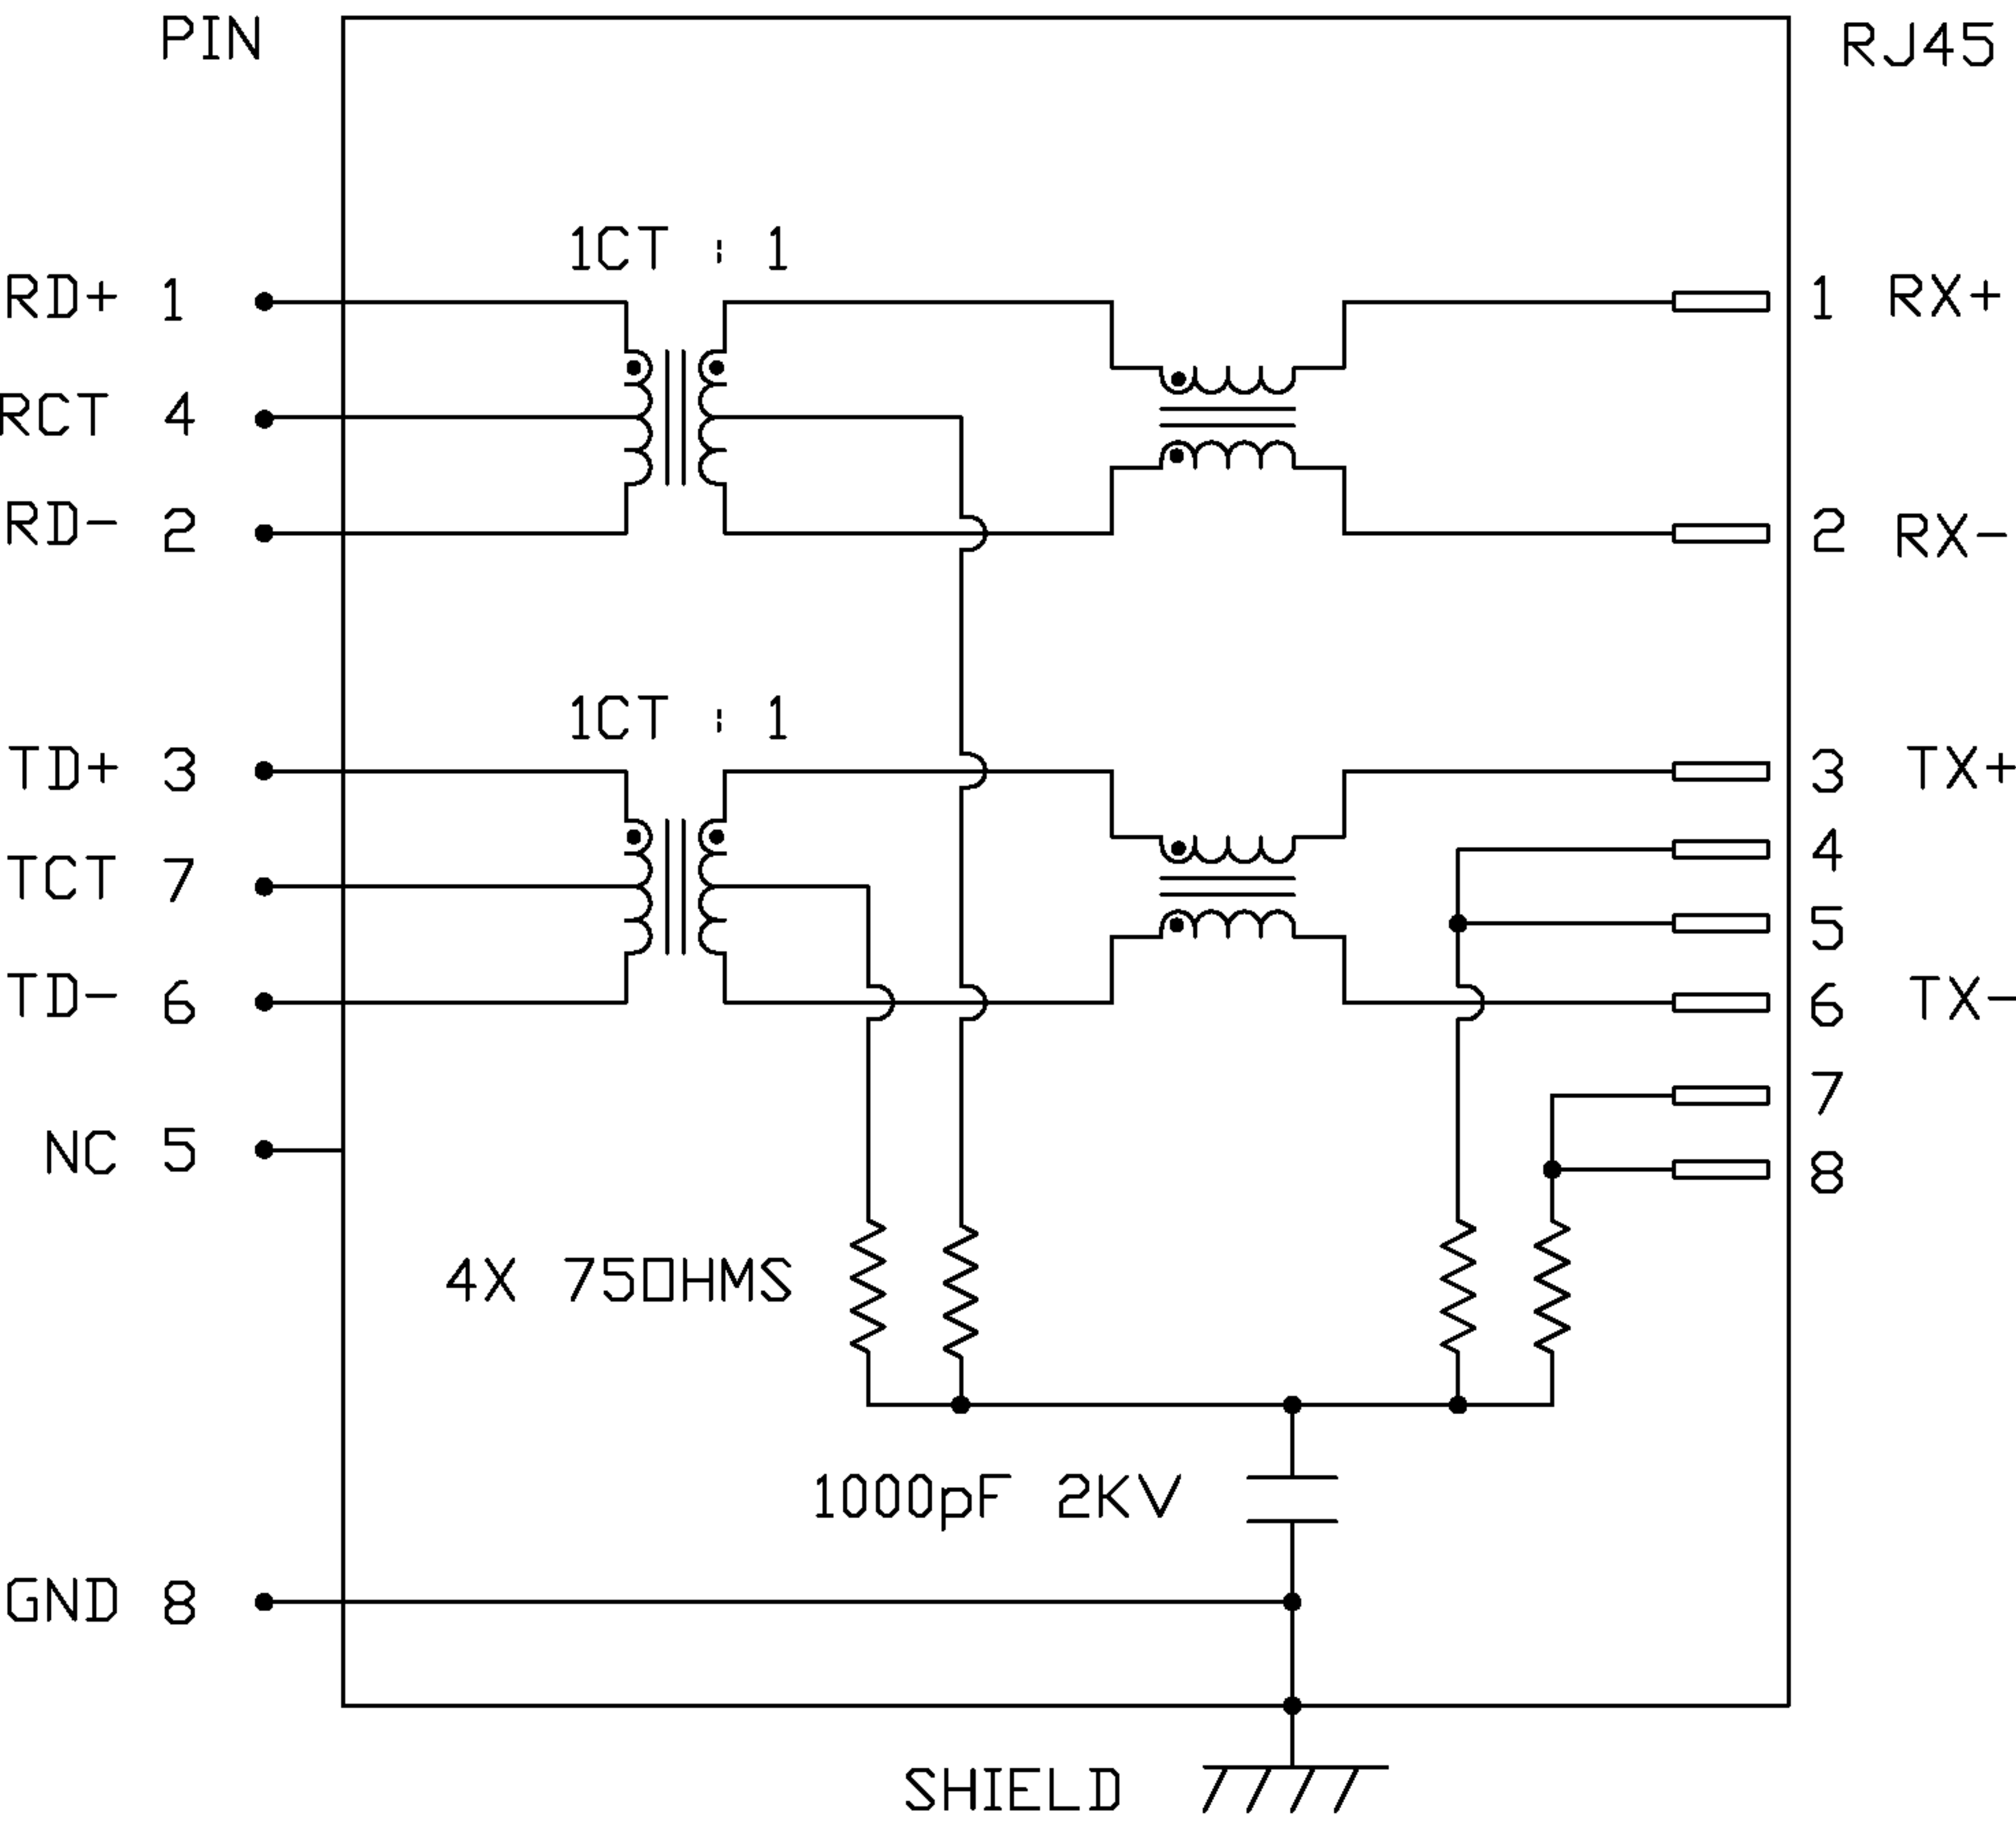 PIN RJ45
1CT : 1
RD+ 1 1 RX+
RCT 4
RD- 2 2 RX-
1CT : 1
TD+ 3 3 TX+
4
TCT 7
5
TD- 6 6 TX-
7
NC 5 8
4X 75OHMS
1000pF 2KV
GND 8
SHIELD